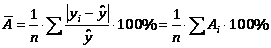 A̅ = 1/n · ∑ |yᵢ − ŷ|/ŷ · 100% = 1/n · ∑ Aᵢ · 100%